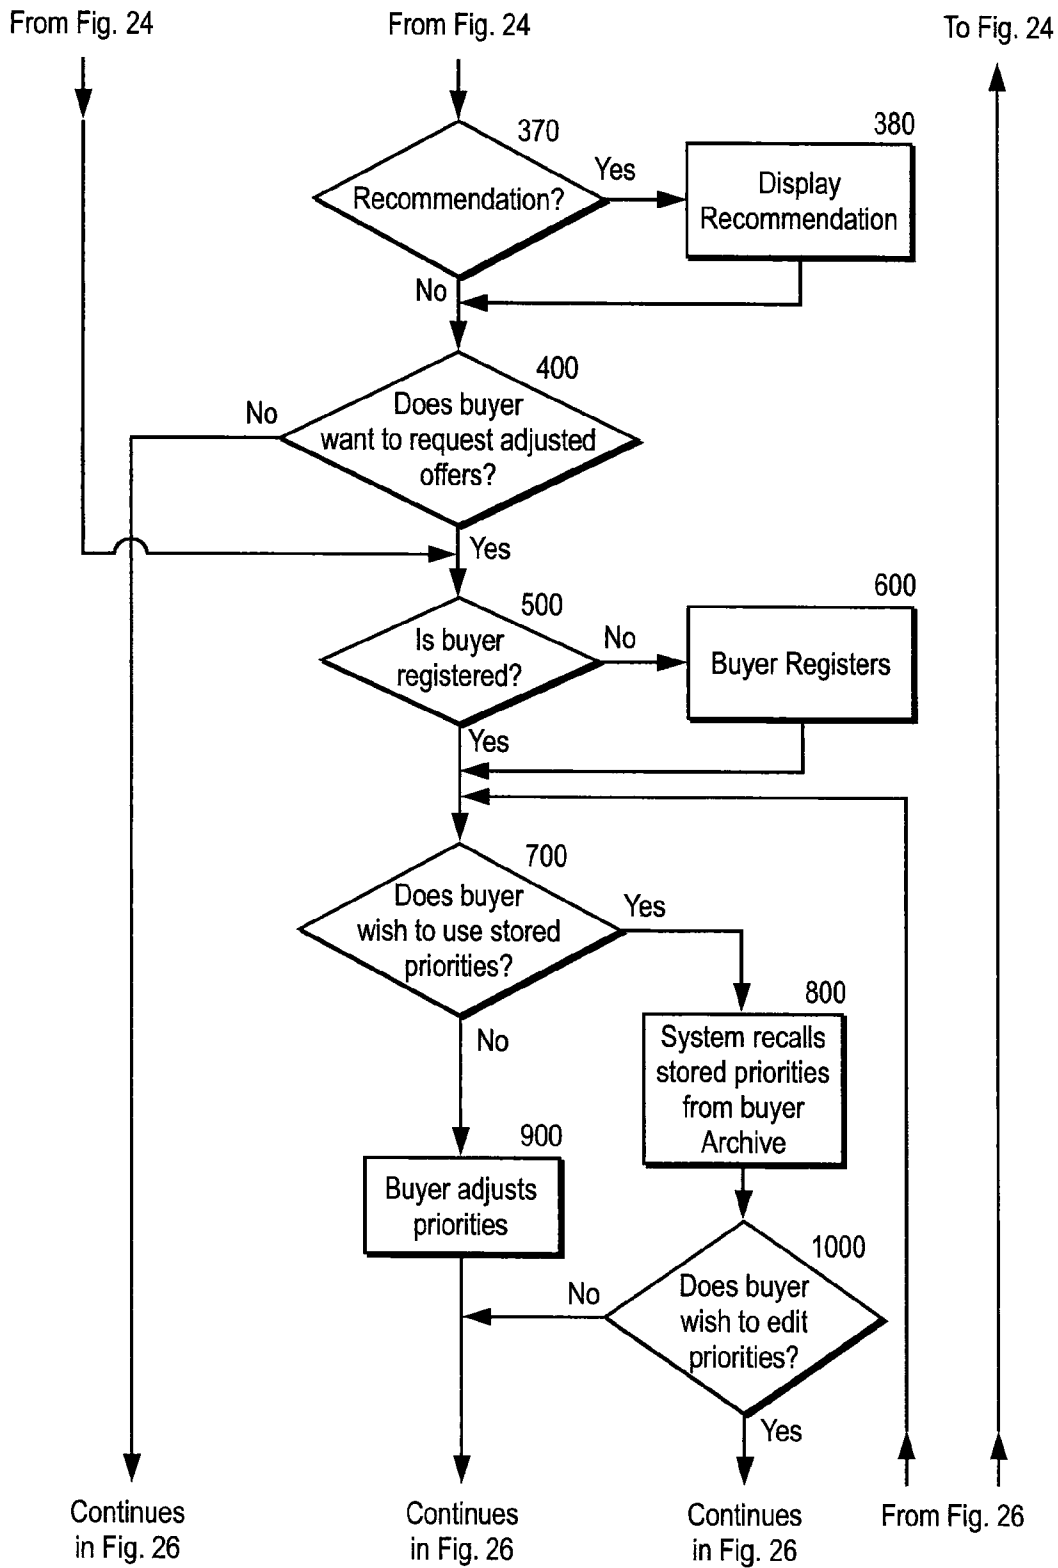 From Fig. 24
From Fig. 24
To Fig. 24
370
Recommendation?
Yes
380
Display
Recommendation
No
400
Does buyer
want to request adjusted
offers?
No
Yes
500
Is buyer
registered?
No
600
Buyer Registers
Yes
700
Does buyer
wish to use stored
priorities?
Yes
No
800
System recalls
stored priorities
from buyer
Archive
900
Buyer adjusts
priorities
1000
Does buyer
wish to edit
priorities?
No
Yes
Continues
in Fig. 26
Continues
in Fig. 26
Continues
in Fig. 26
From Fig. 26